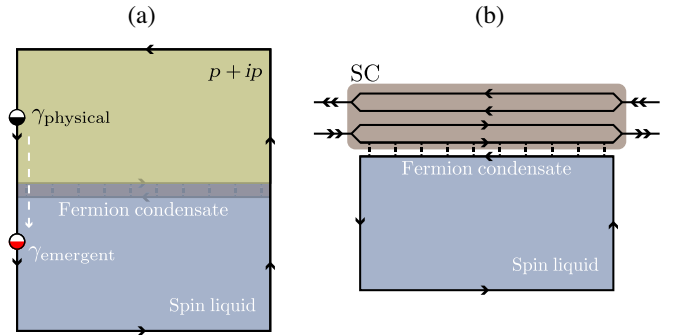 (a)
(b)
p + ip
γphysical
Fermion condensate
γemergent
Spin liquid
SC
Fermion condensate
Spin liquid